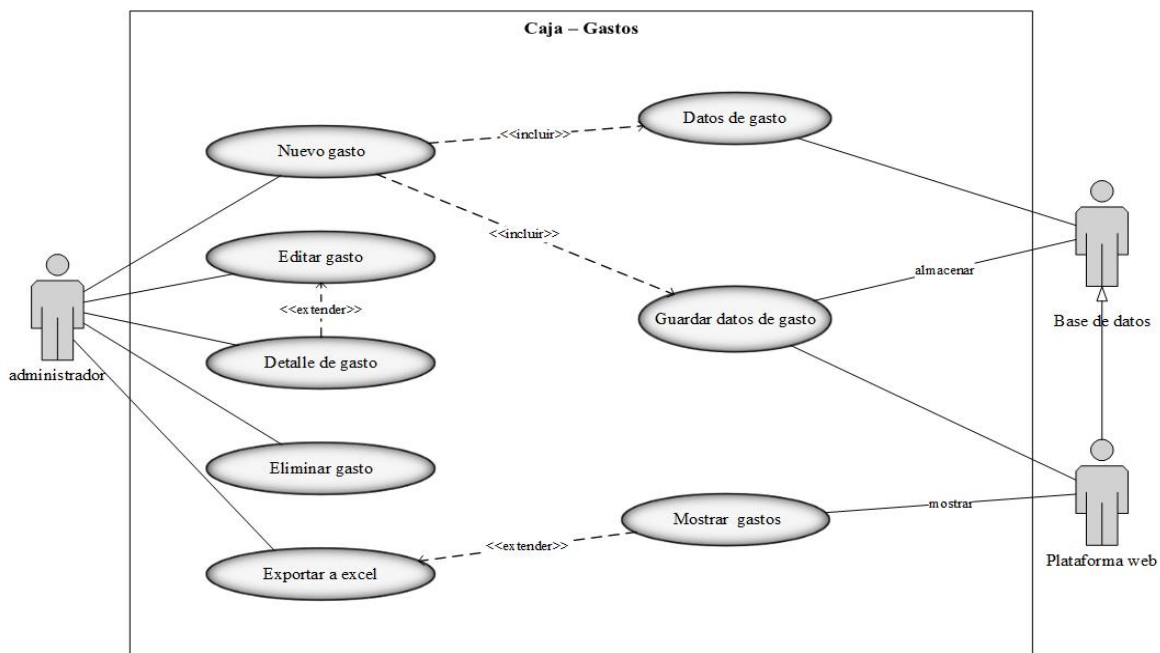 Caja – Gastos
Datos de gasto
<<incluir>>
Nuevo gasto
<<incluir>>
Editar gasto
almacenar
<<extender>>
Guardar datos de gasto
Base de datos
Detalle de gasto
administrador
Eliminar gasto
mostrar
Mostrar gastos
<<extender>>
Plataforma web
Exportar a excel